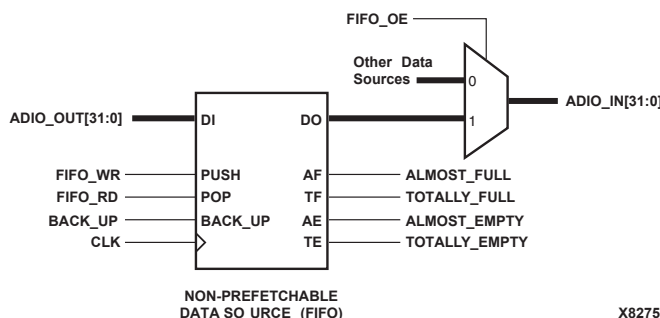 FIFO_OE
Other Data
Sources
0
ADIO_IN[31:0]
ADIO_OUT[31:0]
DI
DO
1
FIFO_WR
PUSH
AF
ALMOST_FULL
FIFO_RD
POP
TF
TOTALLY_FULL
BACK_UP
BACK_UP
AE
ALMOST_EMPTY
CLK
TE
TOTALLY_EMPTY
NON-PREFETCHABLE
DATA SO URCE (FIFO)
X8275